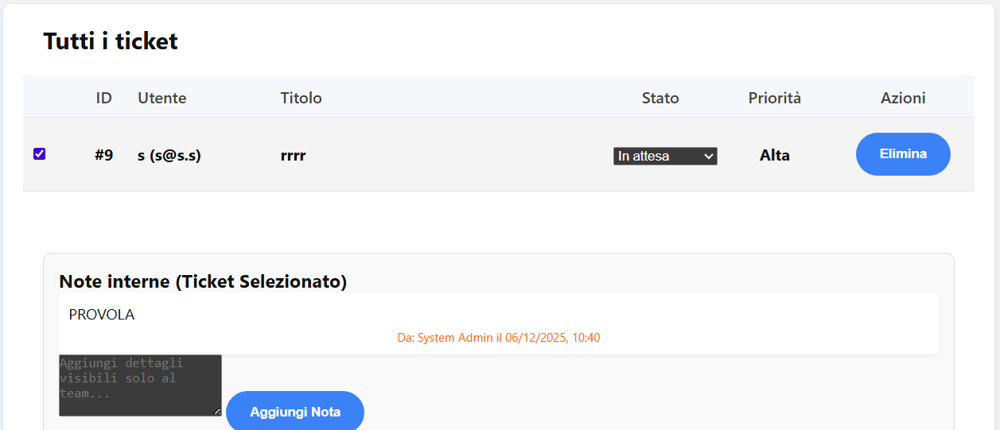 Tutti i ticket
ID Utente Titolo Stato Priorità Azioni
#9 s (s@s.s) rrrr In attesa Alta Elimina
Note interne (Ticket Selezionato)
PROVOLA
Da: System Admin il 06/12/2025, 10:40
Aggiungi dettagli
visibili solo al
team...
Aggiungi Nota